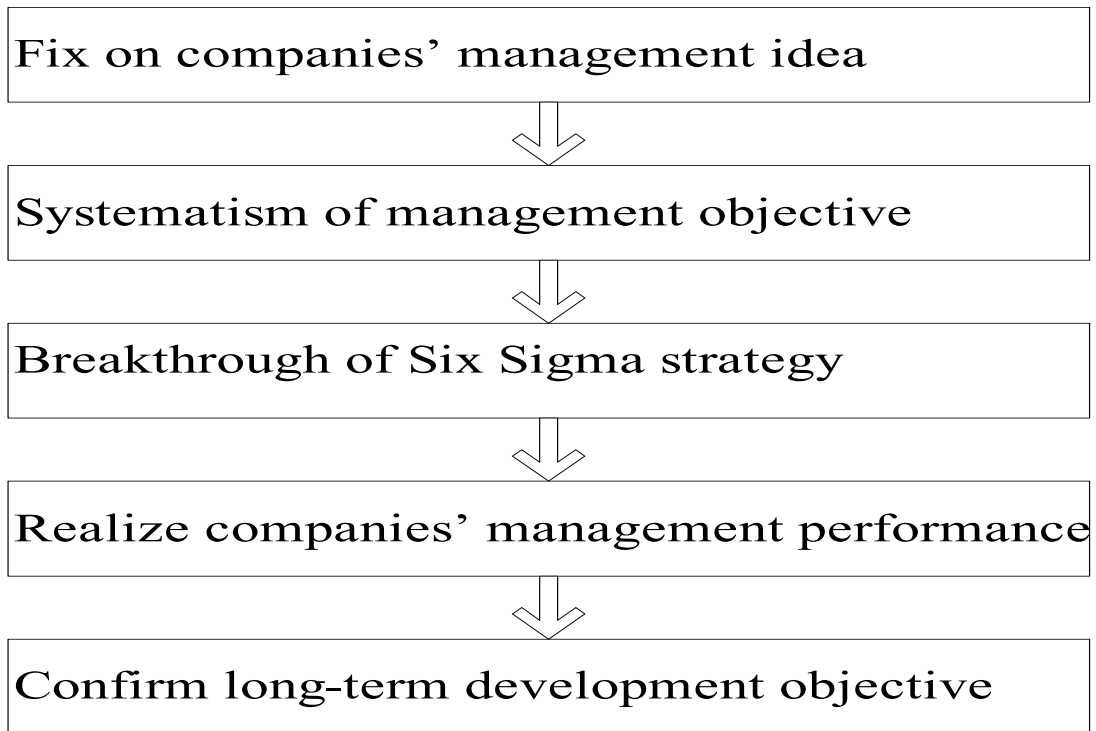 Fix on companies’ management idea
Systematism of management objective
Breakthrough of Six Sigma strategy
Realize companies’ management performance
Confirm long-term development objective